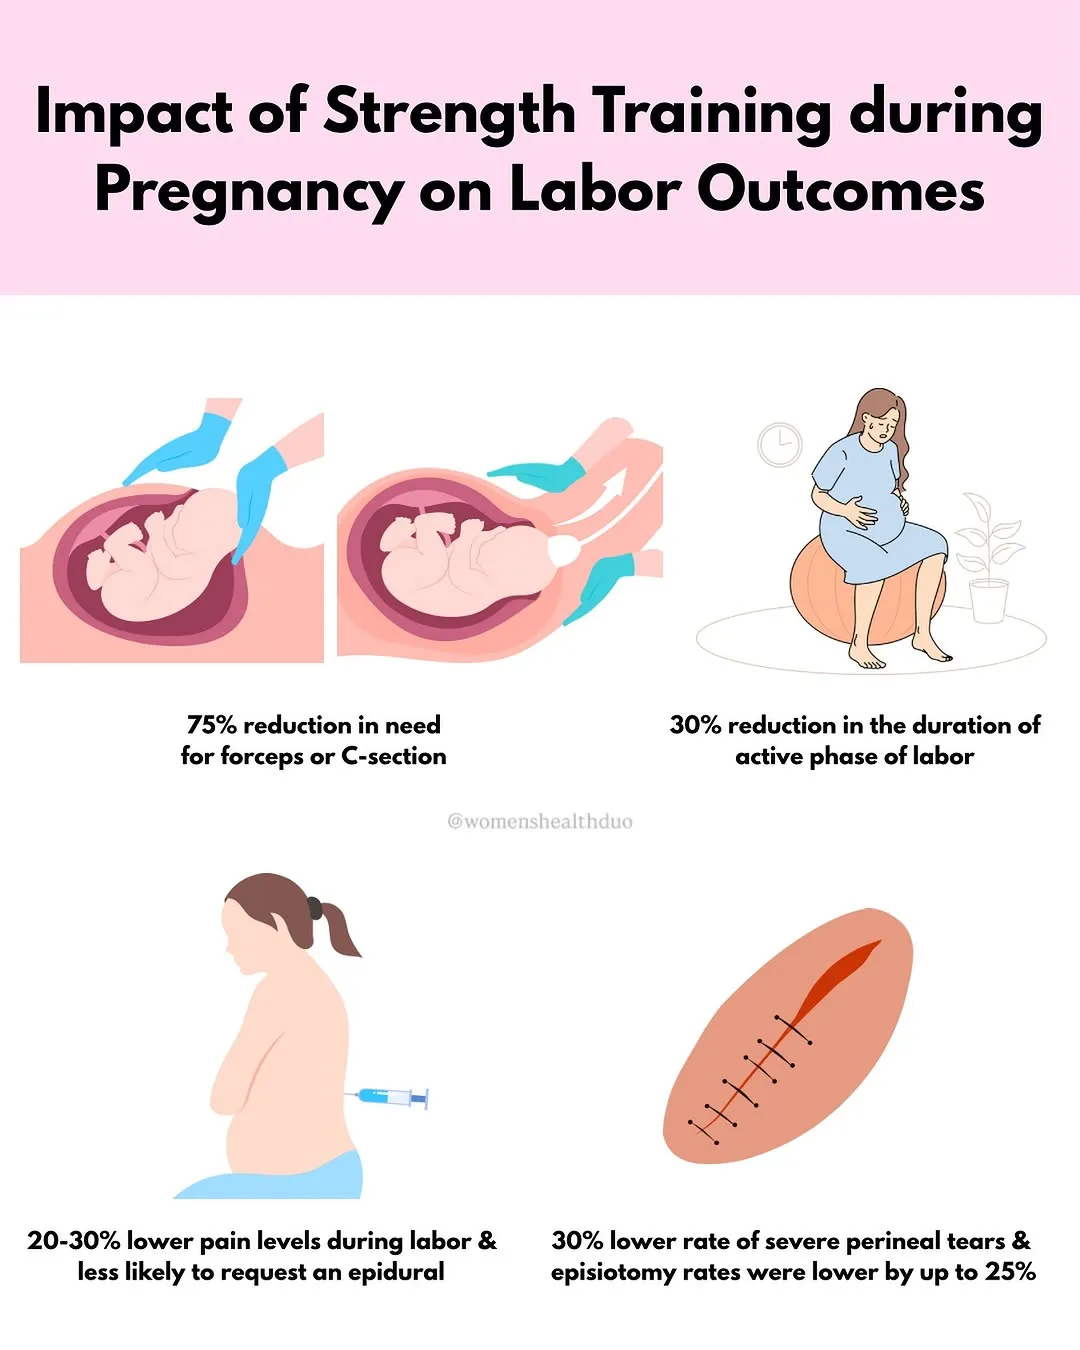 Impact of Strength Training during
Pregnancy on Labor Outcomes
75% reduction in need
for forceps or C-section
30% reduction in the duration of
active phase of labor
@womenshealthduo
20-30% lower pain levels during labor &
less likely to request an epidural
30% lower rate of severe perineal tears &
episiotomy rates were lower by up to 25%